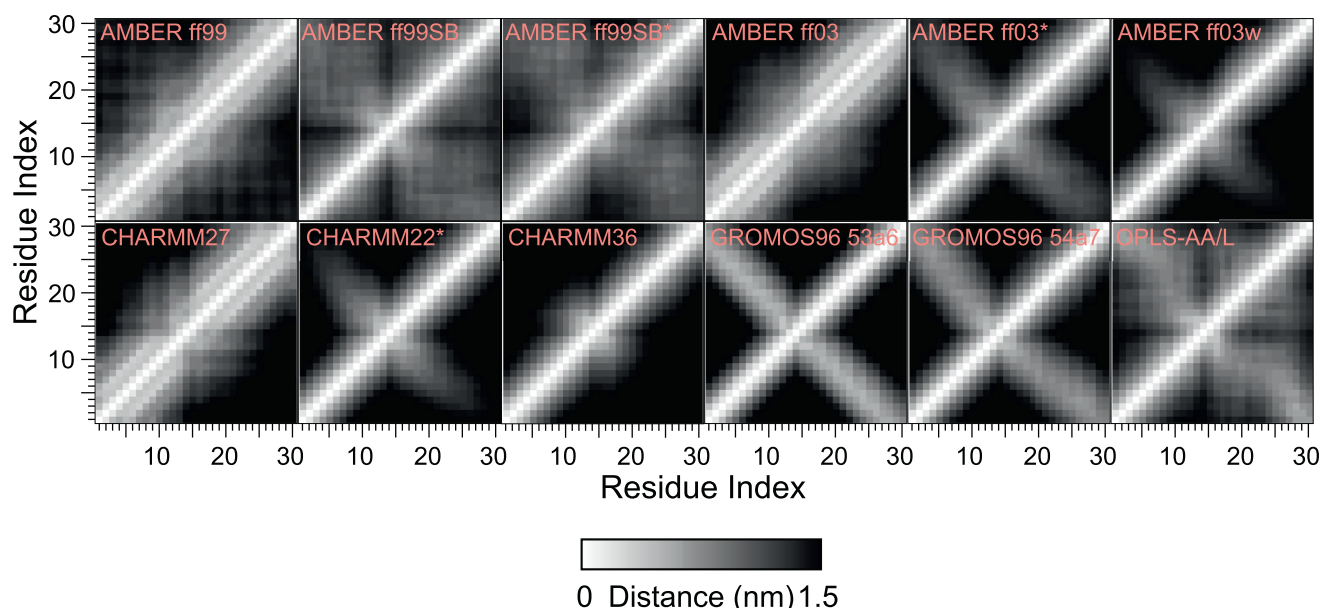 30
20
10
Residue Index
AMBER ff99
AMBER ff99SB
AMBER ff99SB*
AMBER ff03
AMBER ff03*
AMBER ff03w
30
20
10
Residue Index
CHARMM27
CHARMM22*
CHARMM36
GROMOS96 53a6
GROMOS96 54a7
OPLS-AA/L
10 20 30 10 20 30 10 20 30 10 20 30 10 20 30 10 20 30
Residue Index
0 Distance (nm) 1.5